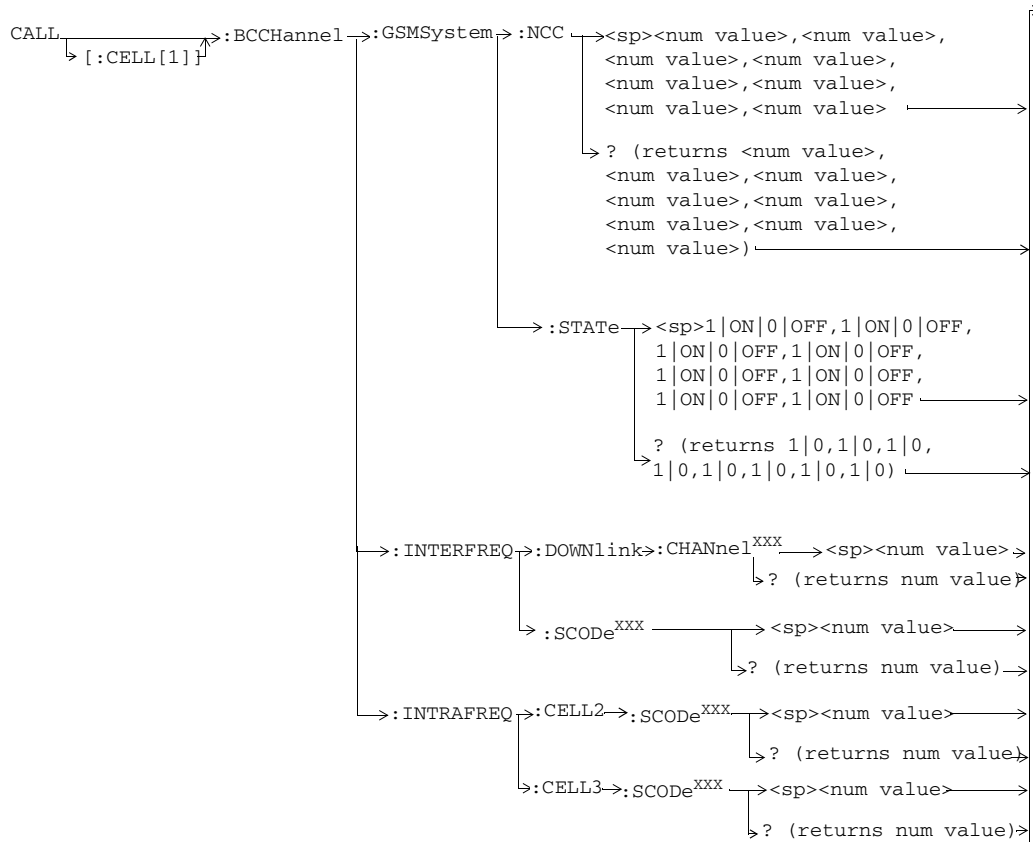 CALL :BCCHannel :GSMSystem :NCC <sp><num value>,<num value>,
[:CELL[1]] <num value>,<num value>,
<num value>,<num value>,
<num value>,<num value>
? (returns <num value>,
<num value>,<num value>,
<num value>,<num value>,
<num value>,<num value>,
<num value>)
:STATe <sp>1|ON|0|OFF,1|ON|0|OFF,
1|ON|0|OFF,1|ON|0|OFF,
1|ON|0|OFF,1|ON|0|OFF,
1|ON|0|OFF,1|ON|0|OFF
? (returns 1|0,1|0,1|0,
1|0,1|0,1|0,1|0,1|0)
:INTERFREQ :DOWNlink :CHANnelXXX <sp><num value>
? (returns num value)
:SCODeXXX <sp><num value>
? (returns num value)
:INTRAFREQ :CELL2 :SCODeXXX <sp><num value>
? (returns num value)
:CELL3 :SCODeXXX <sp><num value>
? (returns num value)